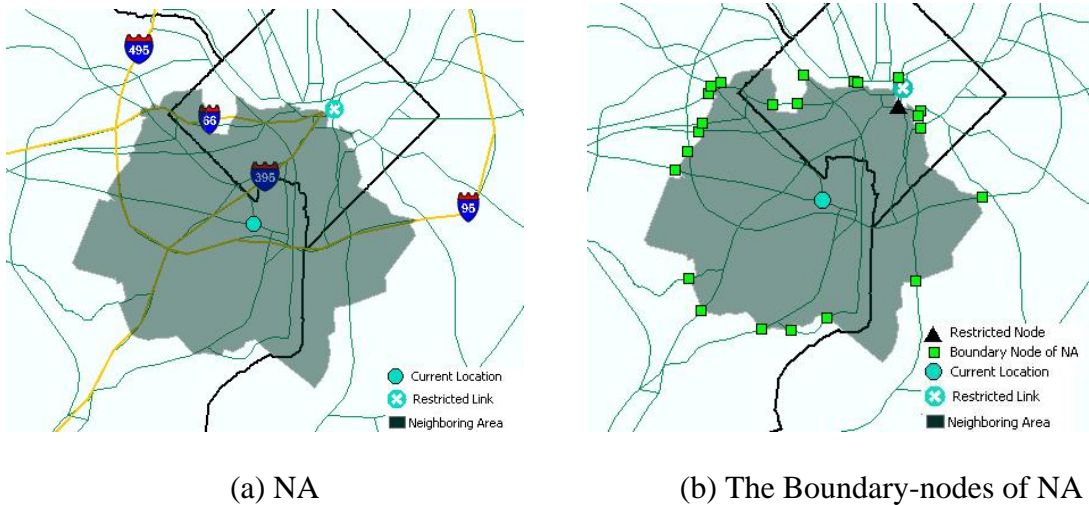 495
66
395
95
Current Location
Restricted Link
Neighboring Area
Restricted Node
Boundary Node of NA
Current Location
Restricted Link
Neighboring Area
(a) NA
(b) The Boundary-nodes of NA